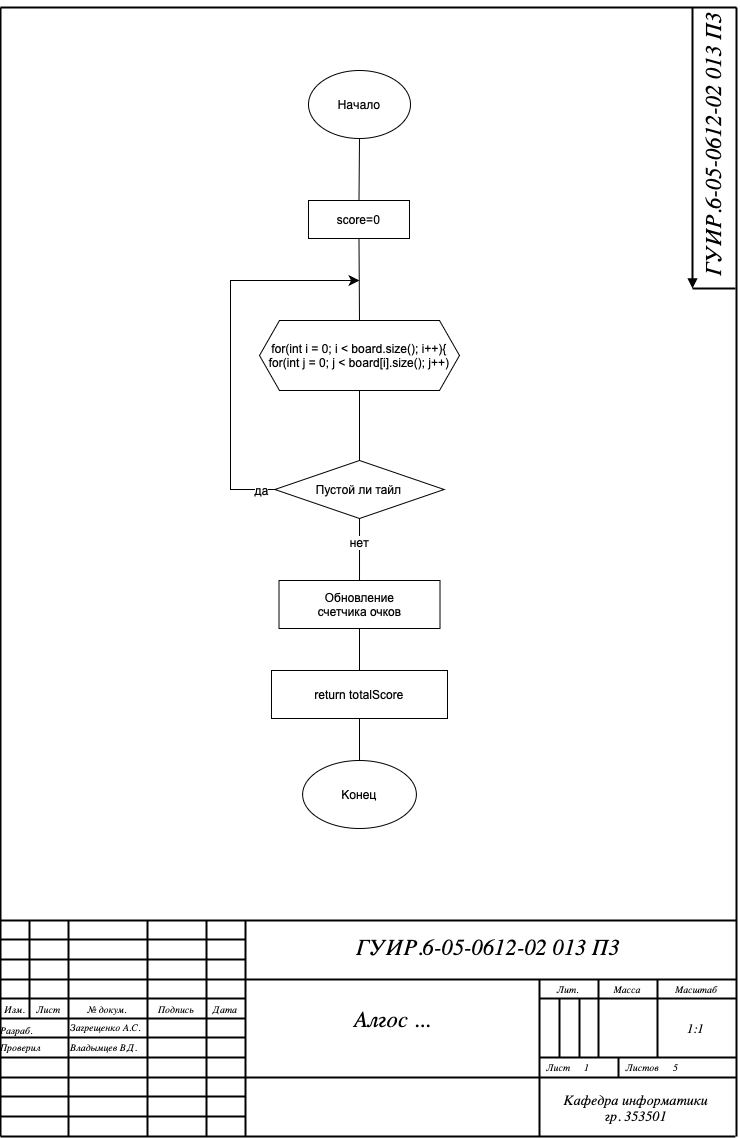 ГУИР.6-05-0612-02 013 ПЗ
Начало
score=0
for(int i = 0; i < board.size(); i++){
for(int j = 0; j < board[i].size(); j++)
да
Пустой ли тайл
нет
Обновление
счетчика очков
return totalScore
Конец
ГУИР.6-05-0612-02 013 ПЗ
Лит.
Масса
Масштаб
Изм.
Лист
№ докум.
Подпись
Дата
Алгос ...
1:1
Разраб.
Загрещенко А.С.
Проверил
Владымцев В.Д.
Лист 1
Листов 5
Кафедра информатики
гр. 353501